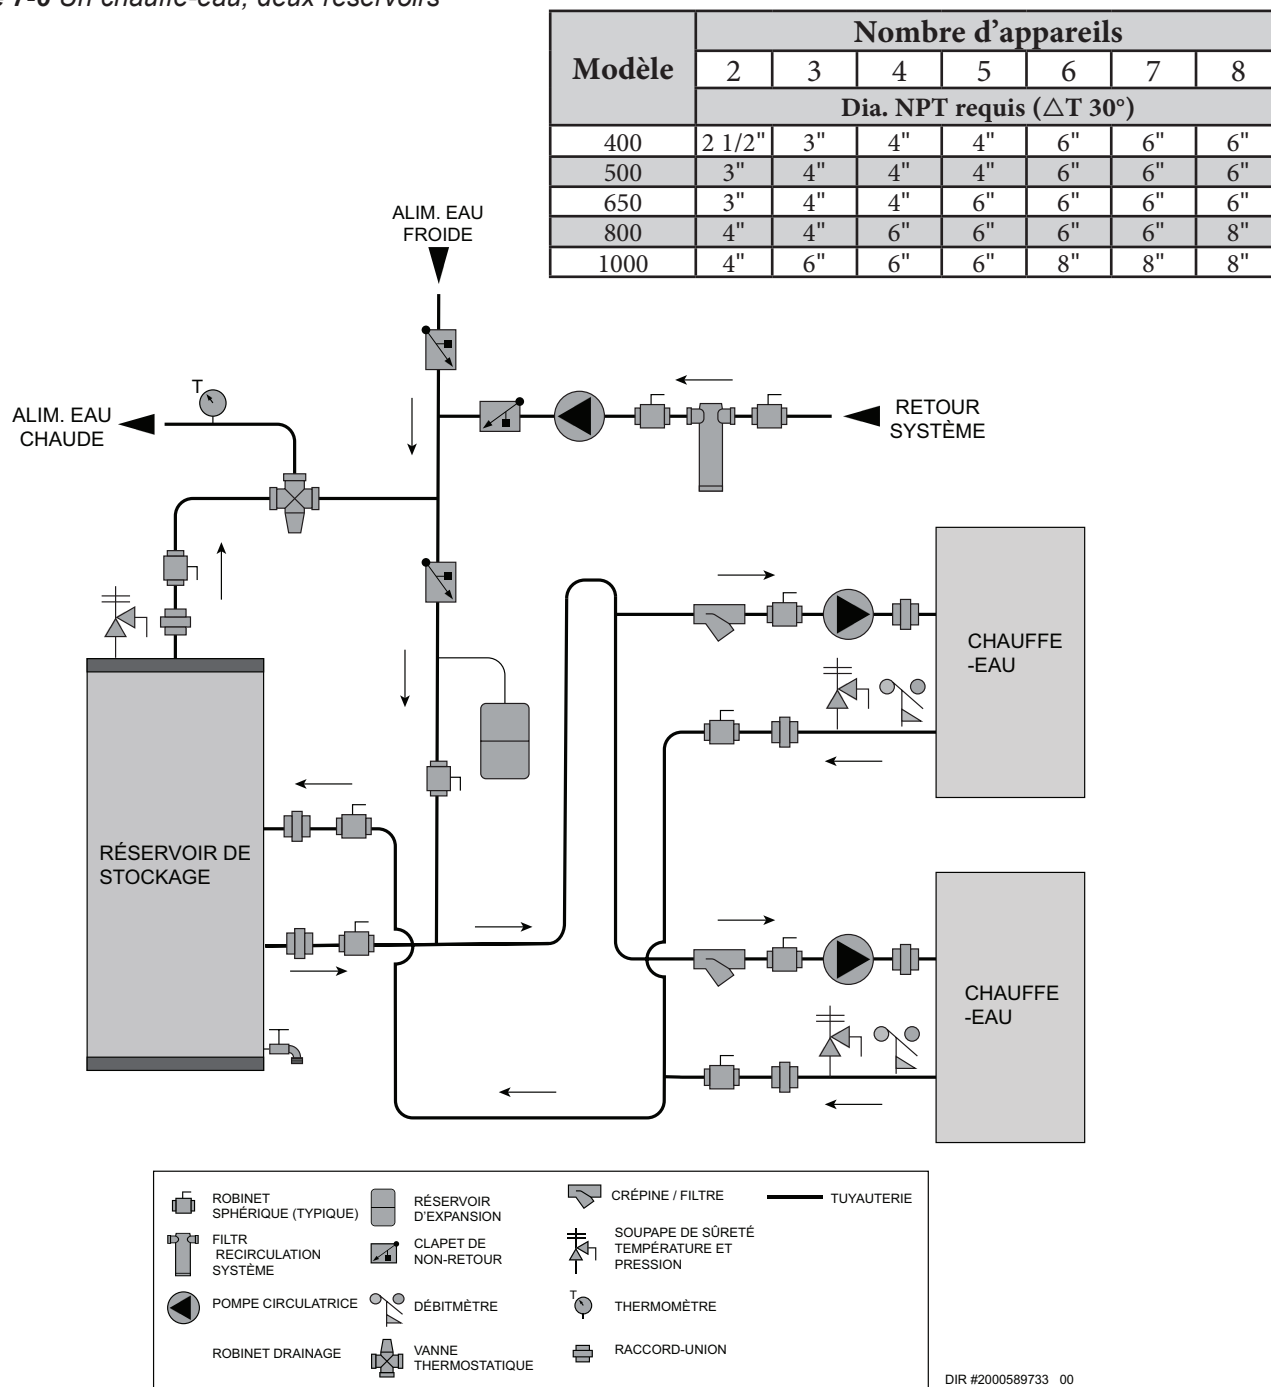 7-6 Un chauffe-eau, deux réservoirs
Modèle
Nombre d'appareils
2 3 4 5 6 7 8
Dia. NPT requis (△T 30°)
400 2 1/2" 3" 4" 4" 6" 6" 6"
500 3" 4" 4" 4" 6" 6" 6"
650 3" 4" 4" 6" 6" 6" 6"
800 4" 4" 6" 6" 6" 6" 8"
1000 4" 6" 6" 6" 8" 8" 8"
ALIM. EAU
FROIDE
T
ALIM. EAU
CHAUDE
RETOUR
SYSTÈME
CHAUFFE
-EAU
RÉSERVOIR DE
STOCKAGE
CHAUFFE
-EAU
ROBINET
SPHÉRIQUE (TYPIQUE)
FILTR
RECIRCULATION
SYSTÈME
POMPE CIRCULATRICE
ROBINET DRAINAGE
RÉSERVOIR
D'EXPANSION
CLAPET DE
NON-RETOUR
DÉBITMÈTRE
VANNE
THERMOSTATIQUE
CRÉPINE / FILTRE
SOUPAPE DE SÛRETÉ
TEMPÉRATURE ET
PRESSION
T
THERMOMÈTRE
RACCORD-UNION
TUYAUTERIE
DIR #2000589733 00